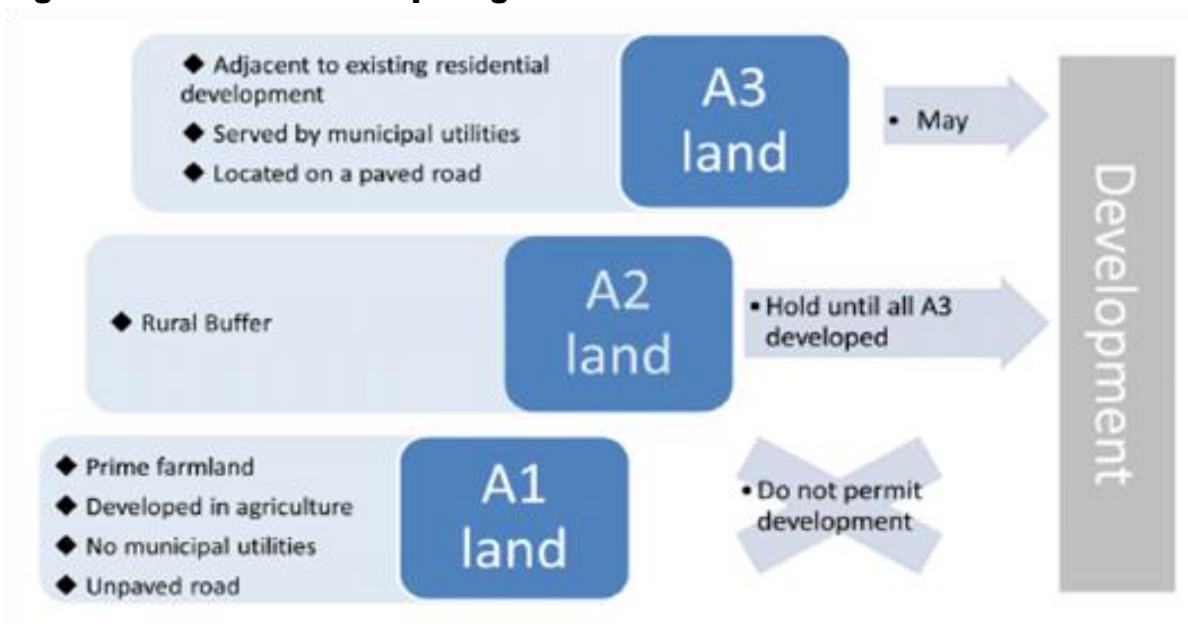 ◆ Adjacent to existing residential
development
◆ Served by municipal utilities
◆ Located on a paved road
A3
land
• May
◆ Rural Buffer
A2
land
• Hold until all A3
developed
◆ Prime farmland
◆ Developed in agriculture
◆ No municipal utilities
◆ Unpaved road
A1
land
• Do not permit
development
Development